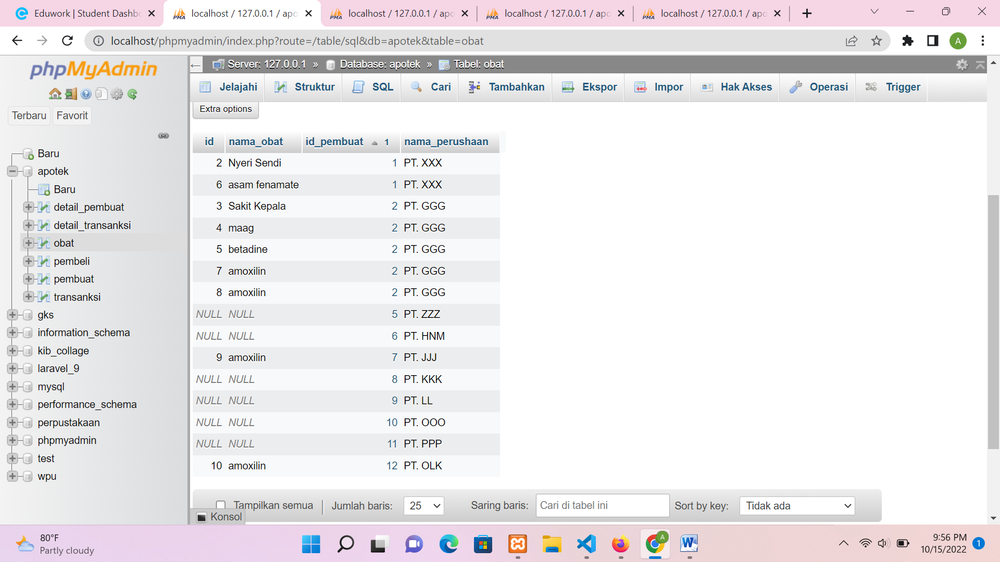 Eduwork | Student Dashbo
localhost / 127.0.0.1 / apo
localhost / 127.0.0.1 / apo
localhost / 127.0.0.1 / apo
localhost / 127.0.0.1 / apo
localhost/phpmyadmin/index.php?route=/table/sql&db=apotek&table=obat
A
phpMyAdmin
Terbaru Favorit
Baru
apotek
Baru
detail_pembuat
detail_transanksi
obat
pembeli
pembuat
transanksi
gks
information_schema
kib_collage
laravel_9
mysql
performance_schema
perpustakaan
phpmyadmin
test
wpu
Server: 127.0.0.1 » Database: apotek » Tabel: obat
Jelajahi Struktur SQL Cari Tambahkan Ekspor Impor Hak Akses Operasi Trigger
Extra options
id nama_obat id_pembuat 1 nama_perushaan
2 Nyeri Sendi 1 PT. XXX
6 asam fenamate 1 PT. XXX
3 Sakit Kepala 2 PT. GGG
4 maag 2 PT. GGG
5 betadine 2 PT. GGG
7 amoxilin 2 PT. GGG
8 amoxilin 2 PT. GGG
NULL NULL 5 PT. ZZZ
NULL NULL 6 PT. HNM
9 amoxilin 7 PT. JJJ
NULL NULL 8 PT. KKK
NULL NULL 9 PT. LL
NULL NULL 10 PT. OOO
NULL NULL 11 PT. PPP
10 amoxilin 12 PT. OLK
Tampilkan semua Jumlah baris: 25 Saring baris: Cari di tabel ini Sort by key: Tidak ada
Konsol
80°F
Partly cloudy
A
W
9:56 PM
10/15/2022
1